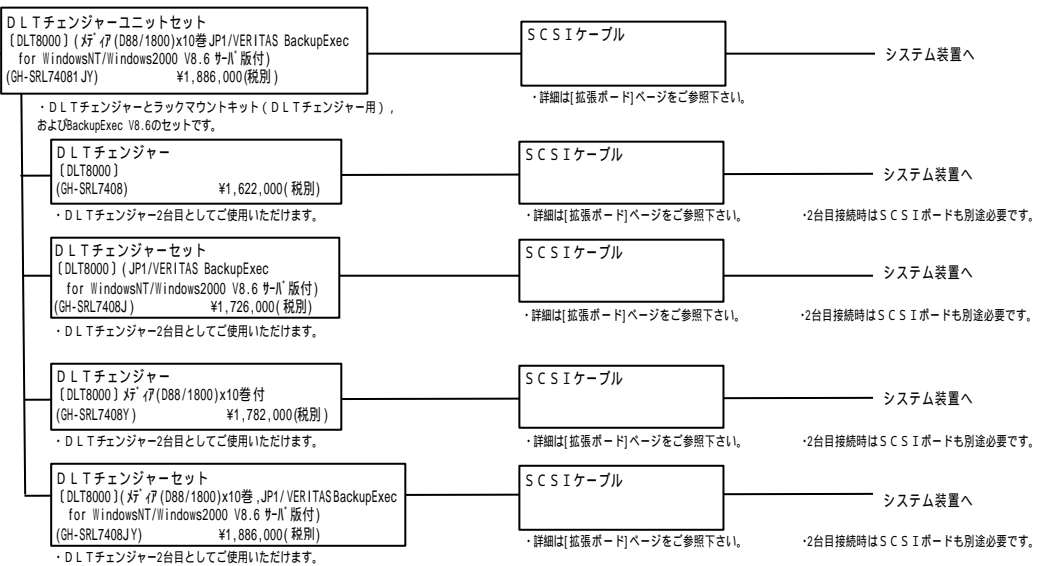 ＤＬＴチェンジャーユニットセット
〔DLT8000〕(ﾒﾃﾞｨｱ(D88/1800)x10巻JP1/VERITAS BackupExec
for WindowsNT/Windows2000 V8.6 ｻｰﾊﾞ版付)
(GH-SRL74081JY) ¥1,886,000(税別)
・ＤＬＴチェンジャーとラックマウントキット(ＤＬＴチェンジャー用),
およびBackupExec V8.6のセットです。
ＳＣＳＩケーブル
・詳細は[拡張ボード]ページをご参照下さい。
システム装置へ
ＤＬＴチェンジャー
〔DLT8000〕
(GH-SRL7408) ¥1,622,000(税別)
・ＤＬＴチェンジャー2台目としてご使用いただけます。
ＳＣＳＩケーブル
・詳細は[拡張ボード]ページをご参照下さい。
システム装置へ
・2台目接続時はＳＣＳＩボードも別途必要です。
ＤＬＴチェンジャーセット
〔DLT8000〕(JP1/VERITAS BackupExec
for WindowsNT/Windows2000 V8.6 ｻｰﾊﾞ版付)
(GH-SRL7408J) ¥1,726,000(税別)
・ＤＬＴチェンジャー2台目としてご使用いただけます。
ＳＣＳＩケーブル
・詳細は[拡張ボード]ページをご参照下さい。
システム装置へ
・2台目接続時はＳＣＳＩボードも別途必要です。
ＤＬＴチェンジャー
〔DLT8000〕ﾒﾃﾞｨｱ(D88/1800)x10巻付
(GH-SRL7408Y) ¥1,782,000(税別)
・ＤＬＴチェンジャー2台目としてご使用いただけます。
ＳＣＳＩケーブル
・詳細は[拡張ボード]ページをご参照下さい。
システム装置へ
・2台目接続時はＳＣＳＩボードも別途必要です。
ＤＬＴチェンジャーセット
〔DLT8000〕(ﾒﾃﾞｨｱ(D88/1800)x10巻,JP1/VERITASBackupExec
for WindowsNT/Windows2000 V8.6 ｻｰﾊﾞ版付)
(GH-SRL7408JY) ¥1,886,000(税別)
・ＤＬＴチェンジャー2台目としてご使用いただけます。
ＳＣＳＩケーブル
・詳細は[拡張ボード]ページをご参照下さい。
システム装置へ
・2台目接続時はＳＣＳＩボードも別途必要です。